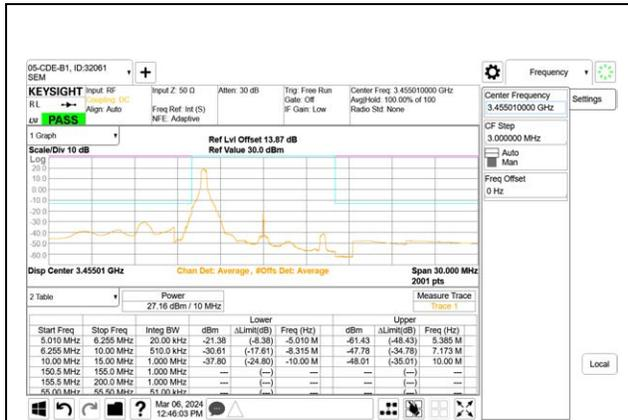 05-CDE-B1, ID:32061
SEM
Frequency
KEYSIGHT
Input: RF
Input Z: 50 Ω
Atten: 30 dB
Trig: Free Run
Center Freq: 3.455010000 GHz
RL
Coupling: DC
Gate: Off
Avg|Hold: 100.00% of 100
Align: Auto
Freq Ref: Int (S)
IF Gain: Low
Radio Std: None
NFE: Adaptive
PASS
Center Frequency
3.455010000 GHz
Settings
CF Step
3.000000 MHz
Auto
Man
Freq Offset
0 Hz
1 Graph
Scale/Div 10 dB
Ref Lvl Offset 13.87 dB
Ref Value 30.0 dBm
Log
20.0
10.0
0.00
-10.0
-20.0
-30.0
-40.0
-50.0
-60.0
Disp Center 3.45501 GHz
Chan Det: Average , #Offs Det: Average
Span 30.000 MHz
2001 pts
2 Table
Power
27.16 dBm / 10 MHz
Measure Trace
Trace 1
Lower Upper
Start Freq Stop Freq Integ BW dBm ΔLimit(dB) Freq (Hz) dBm ΔLimit(dB) Freq (Hz)
5.010 MHz 6.255 MHz 20.00 kHz -21.38 (-8.38) -5.010 M -61.43 (-48.43) 5.385 M
6.255 MHz 10.00 MHz 510.0 kHz -30.61 (-17.61) -8.315 M -47.78 (-34.78) 7.173 M
10.00 MHz 15.00 MHz 1.000 MHz -37.80 (-24.80) -10.00 M -48.01 (-35.01) 10.00 M
150.5 MHz 155.0 MHz 1.000 MHz --- (---) --- --- (---) ---
155.5 MHz 200.0 MHz 1.000 MHz --- (---) --- --- (---) ---
55.00 MHz 55.50 MHz 51.00 kHz --- (---) --- --- (---) ---
Local
Mar 06, 2024
12:46:03 PM